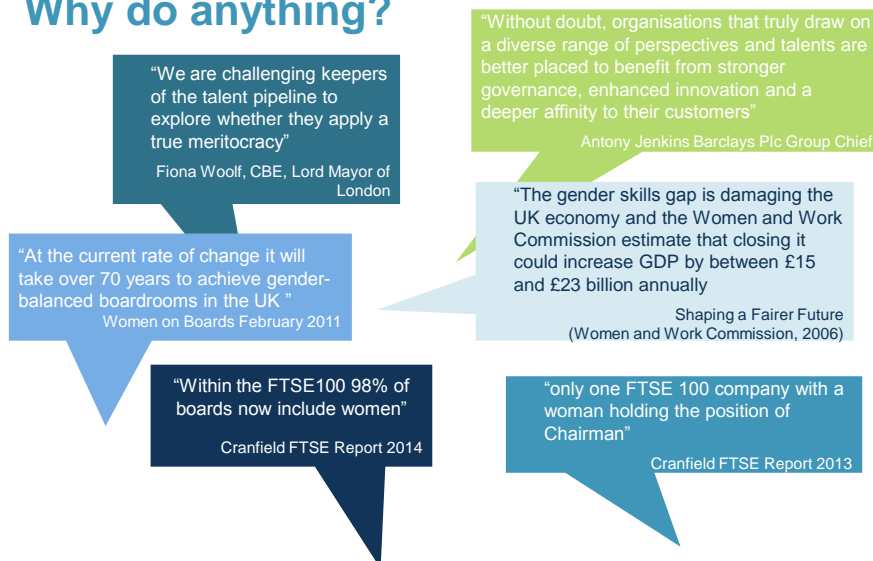 Why do anything?
“We are challenging keepers
of the talent pipeline to
explore whether they apply a
true meritocracy”
Fiona Woolf, CBE, Lord Mayor of
London
“Without doubt, organisations that truly draw on
a diverse range of perspectives and talents are
better placed to benefit from stronger
governance, enhanced innovation and a
deeper affinity to their customers”
Antony Jenkins Barclays Plc Group Chief
“At the current rate of change it will
take over 70 years to achieve gender-
balanced boardrooms in the UK ”
Women on Boards February 2011
“The gender skills gap is damaging the
UK economy and the Women and Work
Commission estimate that closing it
could increase GDP by between £15
and £23 billion annually
Shaping a Fairer Future
(Women and Work Commission, 2006)
“Within the FTSE100 98% of
boards now include women”
Cranfield FTSE Report 2014
“only one FTSE 100 company with a
woman holding the position of
Chairman”
Cranfield FTSE Report 2013